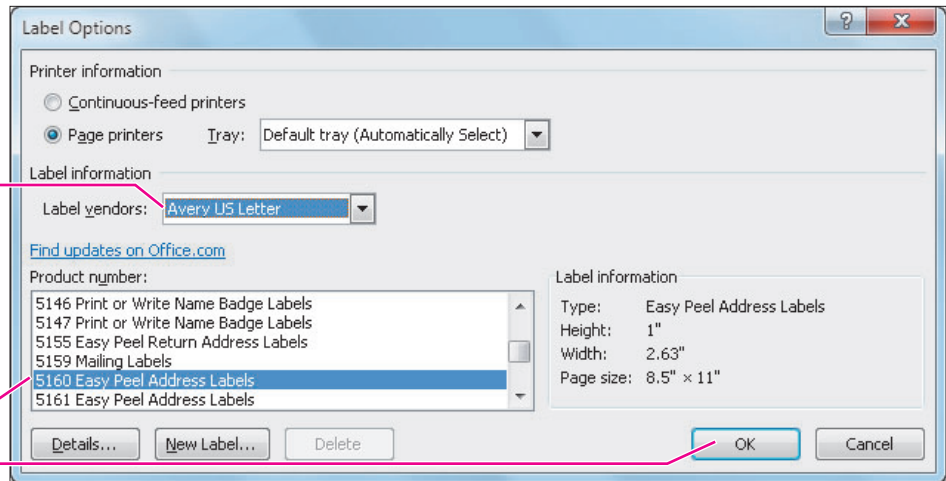 Label Options
Printer information
Continuous-feed printers
Page printers Tray: Default tray (Automatically Select)
Label information
Label vendors: Avery US Letter
Find updates on Office.com
Product number:
5146 Print or Write Name Badge Labels
5147 Print or Write Name Badge Labels
5155 Easy Peel Return Address Labels
5159 Mailing Labels
5160 Easy Peel Address Labels
5161 Easy Peel Address Labels
Label information
Type: Easy Peel Address Labels
Height: 1"
Width: 2.63"
Page size: 8.5" × 11"
Details... New Label... Delete OK Cancel